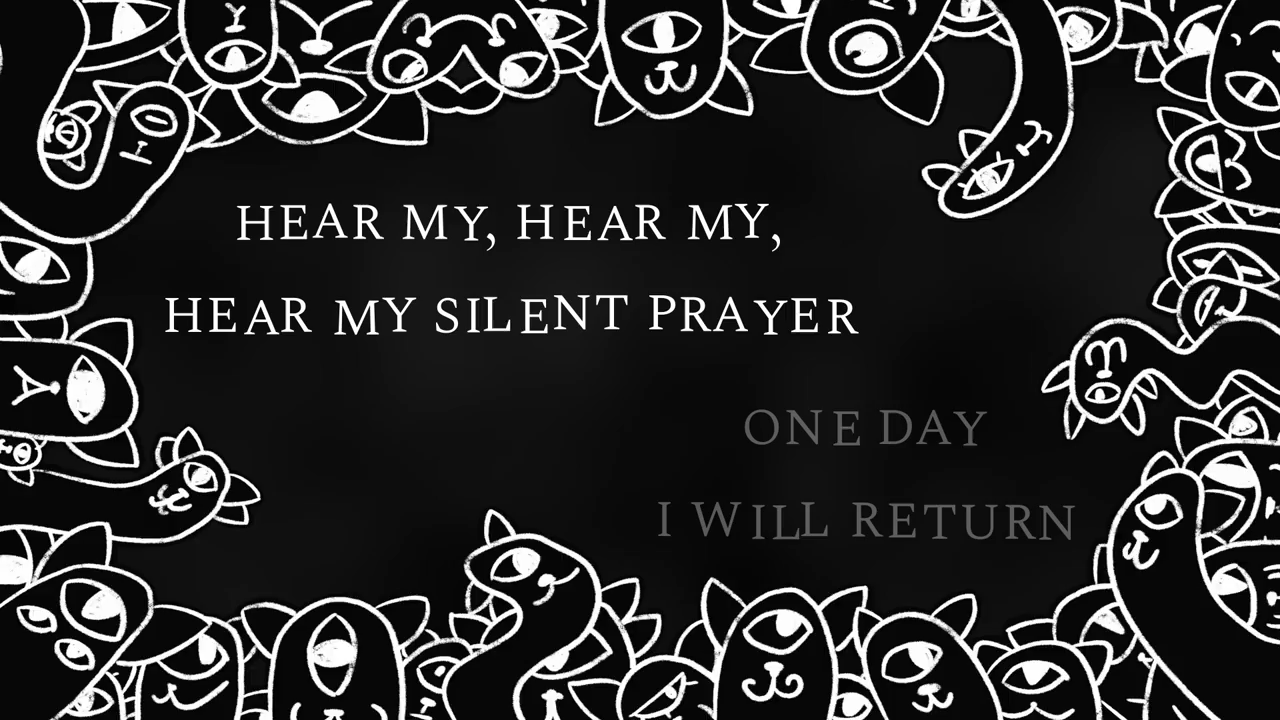 HEAR MY, HEAR MY,
HEAR MY SILENT PRAYER
ONE DAY
I WILL RETURN